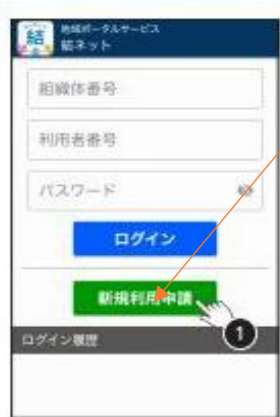 結
地域ポータルサービス
結ネット
組織体番号
利用者番号
パスワード
ログイン
新規利用申請
1
ログイン履歴